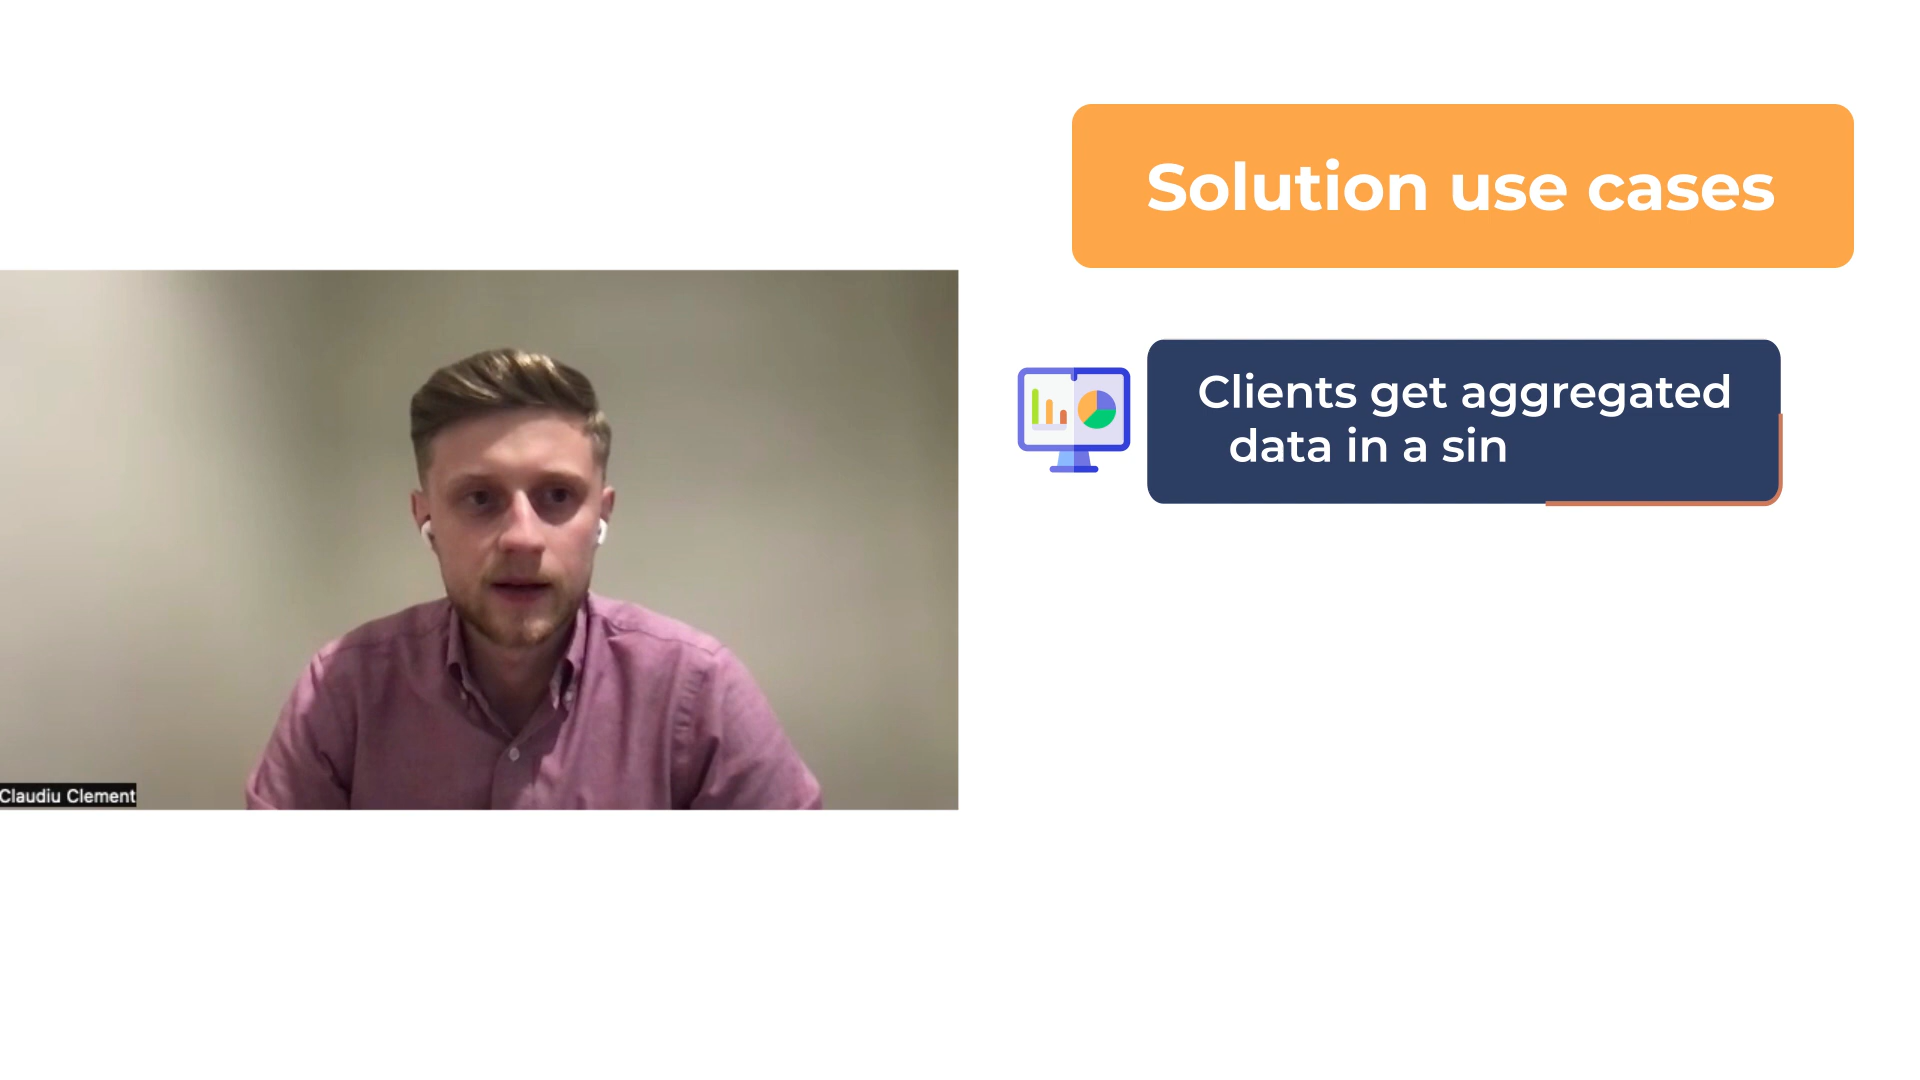 Solution use cases
Clients get aggregated
data in a sin
Claudiu Clement